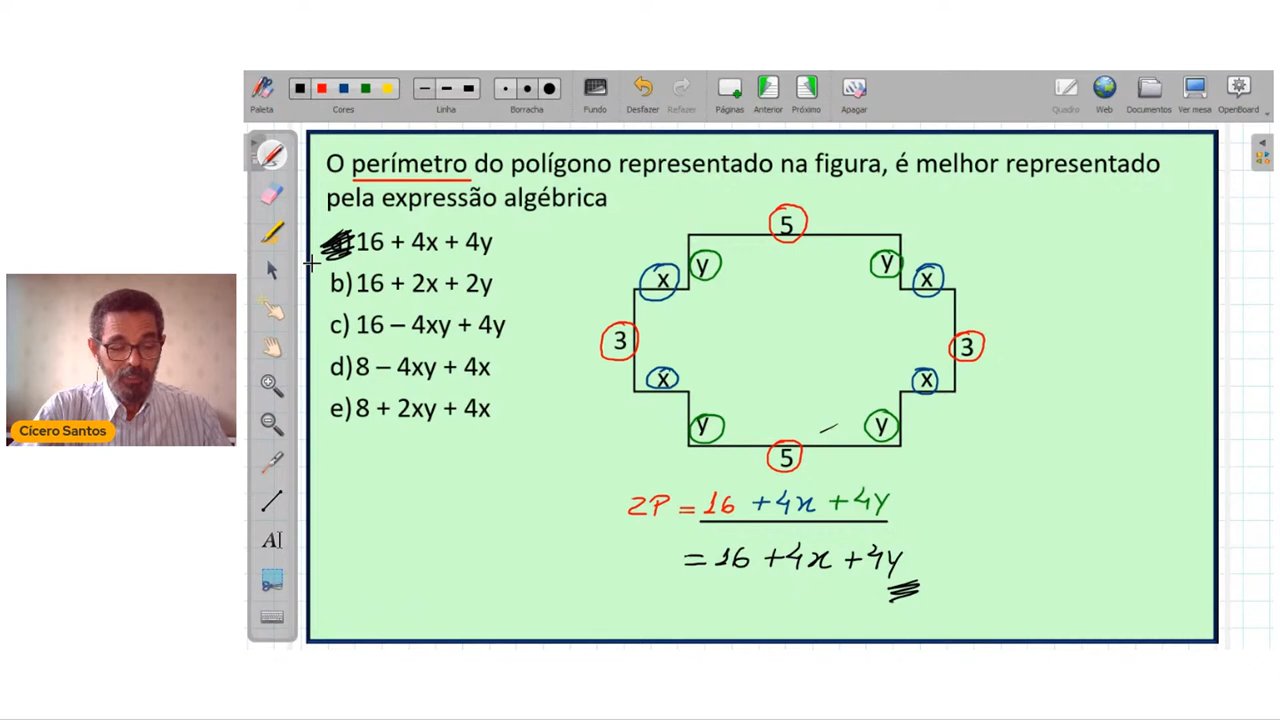 Paleta Cores Linha Borracha Fundo Desfazer Refazer Páginas Anterior Próximo Apagar Quadro Web Documentos Ver mesa OpenBoard
O perímetro do polígono representado na figura, é melhor representado
pela expressão algébrica
16 + 4x + 4y
b) 16 + 2x + 2y
c) 16 – 4xy + 4y
d) 8 – 4xy + 4x
e) 8 + 2xy + 4x
5
y y
x x
3 3
x x
y y
5
2P = 16 +4x +4y
= 16 +4x +4y
Cícero Santos
AI